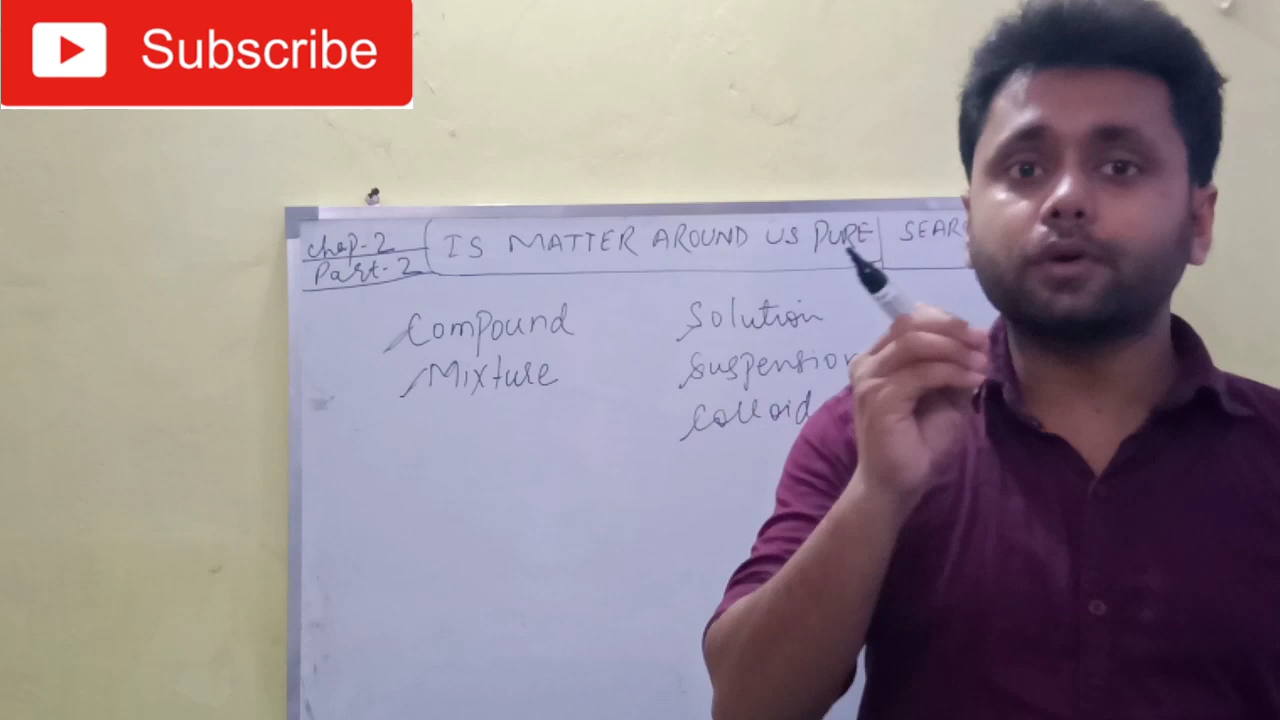 Subscribe
Chap-2
Part-2
IS MATTER AROUND US PURE
Compound
Mixture
Solution
Suspension
Colloid